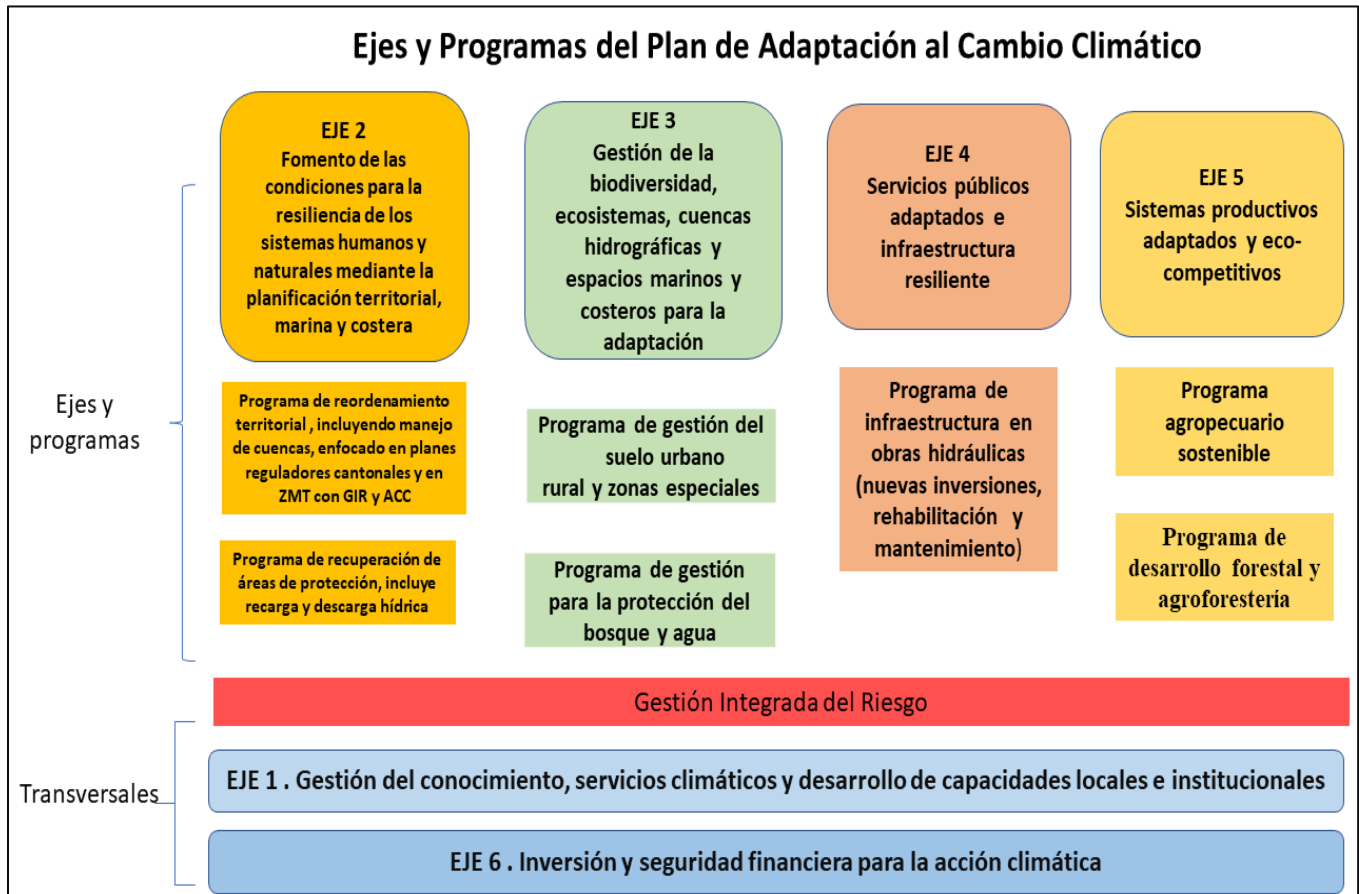 Ejes y Programas del Plan de Adaptación al Cambio Climático
EJE 2
Fomento de las
condiciones para la
resiliencia de los
sistemas humanos y
naturales mediante la
planificación territorial,
marina y costera
EJE 3
Gestión de la
biodiversidad,
ecosistemas, cuencas
hidrográficas y
espacios marinos y
costeros para la
adaptación
EJE 4
Servicios públicos
adaptados e
infraestructura
resiliente
EJE 5
Sistemas productivos
adaptados y eco-
competitivos
Ejes y
programas
Programa de reordenamiento
territorial , incluyendo manejo
de cuencas, enfocado en planes
reguladores cantonales y en
ZMT con GIR y ACC
Programa de gestión del
suelo urbano
rural y zonas especiales
Programa de
infraestructura en
obras hidráulicas
(nuevas inversiones,
rehabilitación y
mantenimiento)
Programa
agropecuario
sostenible
Programa de recuperación de
áreas de protección, incluye
recarga y descarga hídrica
Programa de gestión
para la protección del
bosque y agua
Programa de
desarrollo forestal y
agroforestería
Gestión Integrada del Riesgo
Transversales
EJE 1 . Gestión del conocimiento, servicios climáticos y desarrollo de capacidades locales e institucionales
EJE 6 . Inversión y seguridad financiera para la acción climática